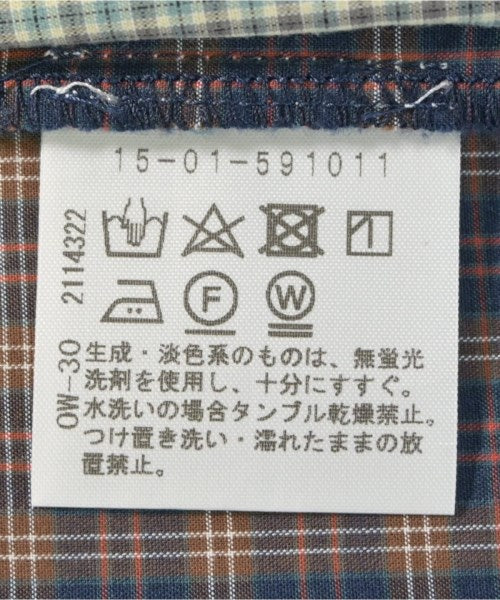 15-01-591011
2114322
OW-30
F
W
生成・淡色系のものは、無蛍光
洗剤を使用し、十分にすすぐ。
水洗いの場合タンブル乾燥禁止。
つけ置き洗い・濡れたままの放
置禁止。